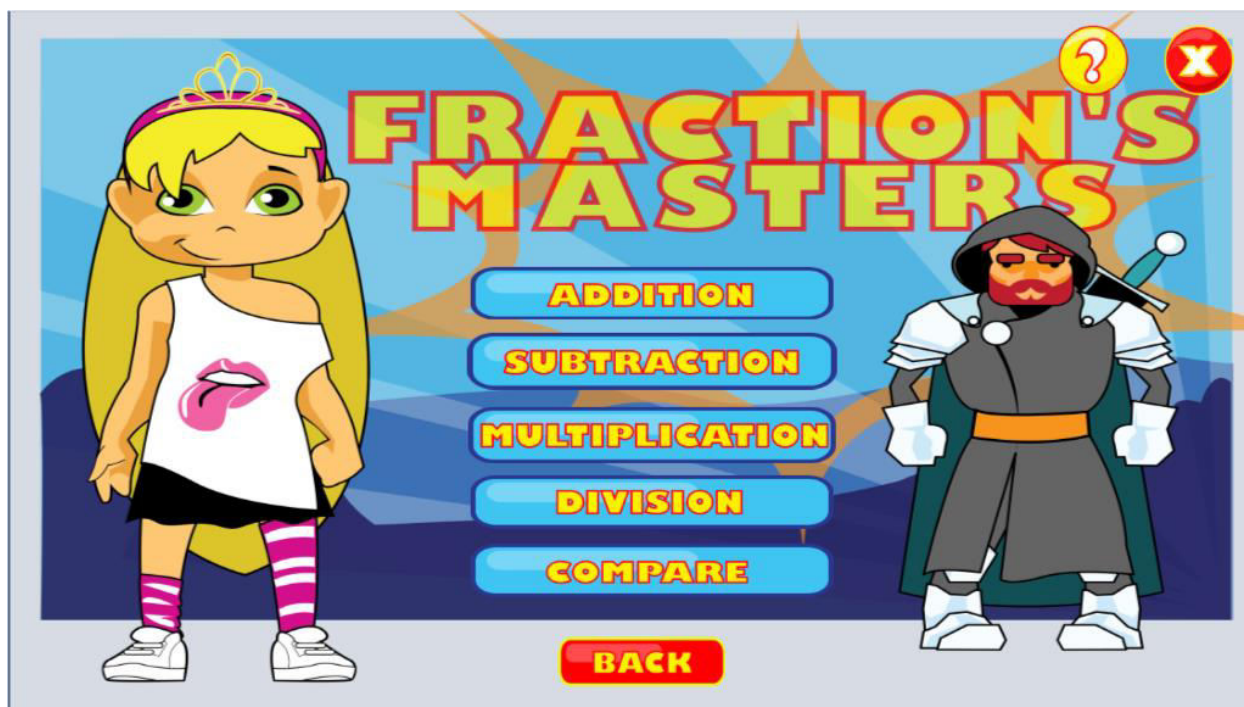 ?
X
FRACTION'S
MASTERS
ADDITION
SUBTRACTION
MULTIPLICATION
DIVISION
COMPARE
BACK